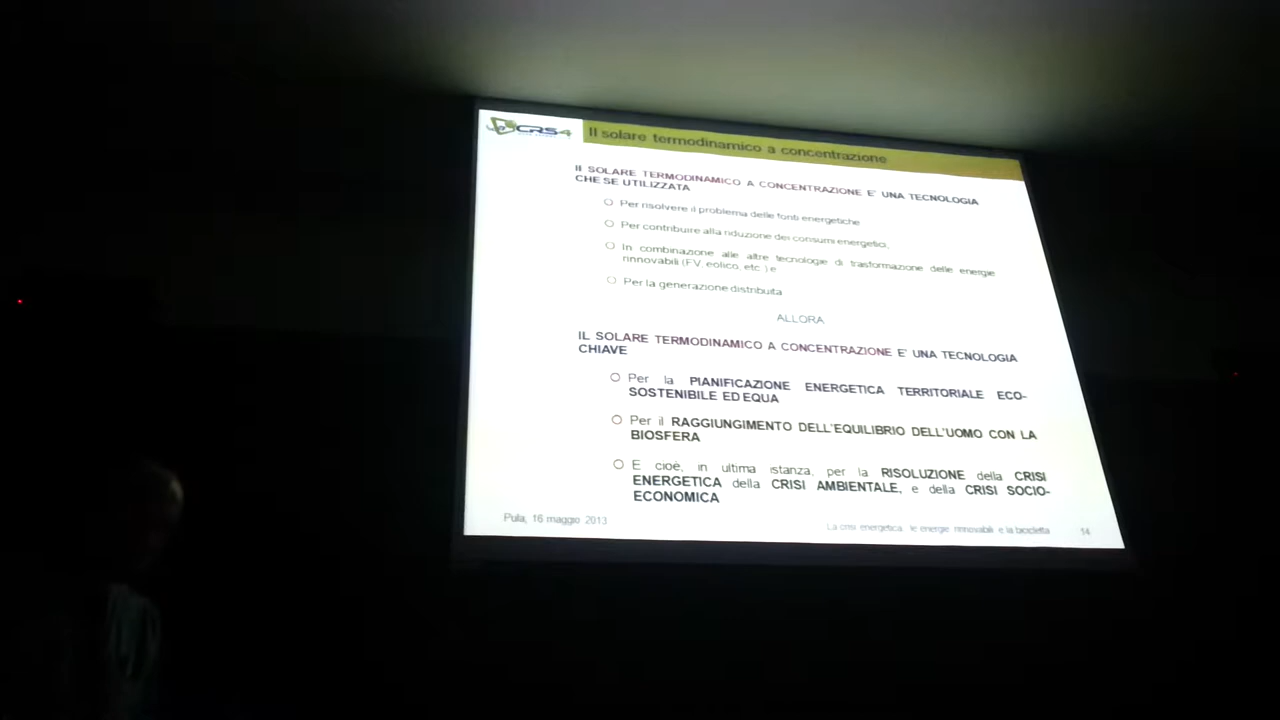 CRS4
Il solare termodinamico a concentrazione
Il SOLARE TERMODINAMICO A CONCENTRAZIONE E' UNA TECNOLOGIA
CHE SE UTILIZZATA
Per risolvere il problema delle fonti energetiche
Per contribuire alla riduzione dei consumi energetici,
In combinazione alle altre tecnologie di trasformazione delle energie
rinnovabili (FV, eolico, etc.) e
Per la generazione distribuita
ALLORA
IL SOLARE TERMODINAMICO A CONCENTRAZIONE E' UNA TECNOLOGIA
CHIAVE
Per la PIANIFICAZIONE ENERGETICA TERRITORIALE ECO-
SOSTENIBILE ED EQUA
Per il RAGGIUNGIMENTO DELL'EQUILIBRIO DELL'UOMO CON LA
BIOSFERA
E cioè, in ultima istanza, per la RISOLUZIONE della CRISI
ENERGETICA della CRISI AMBIENTALE, e della CRISI SOCIO-
ECONOMICA
Pula, 16 maggio 2013
La crisi energetica le energie rinnovabili e la bicicletta 14